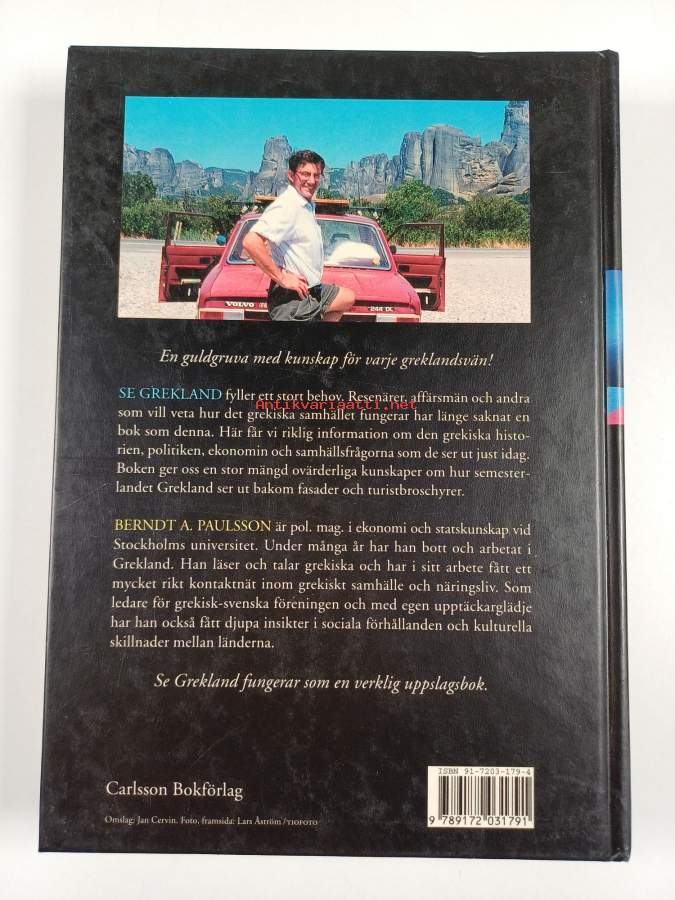 VOLVO
244 DL
En guldgruva med kunskap för varje greklandsvän!
SE GREKLAND fyller ett stort behov. Resenärer, affärsmän och andra
Antikvariaatti.net
som vill veta hur det grekiska samhället fungerar har länge saknat en
bok som denna. Här får vi riklig information om den grekiska histo-
rien, politiken, ekonomin och samhällsfrågorna som de ser ut just idag.
Boken ger oss en stor mängd ovärderliga kunskaper om hur semester-
landet Grekland ser ut bakom fasader och turistbroschyrer.
BERNDT A. PAULSSON är pol. mag. i ekonomi och statskunskap vid
Stockholms universitet. Under många år har han bott och arbetat i
Grekland. Han läser och talar grekiska och har i sitt arbete fått ett
mycket rikt kontaktnät inom grekiskt samhälle och näringsliv. Som
ledare för grekisk-svenska föreningen och med egen upptäckarglädje
har han också fått djupa insikter i sociala förhållanden och kulturella
skillnader mellan länderna.
Se Grekland fungerar som en verklig uppslagsbok.
ISBN 91-7203-179-4
9 789172 031791
Carlsson Bokförlag
Omslag: Jan Cervin. Foto, framsida: Lars Åström/TIOFOTO